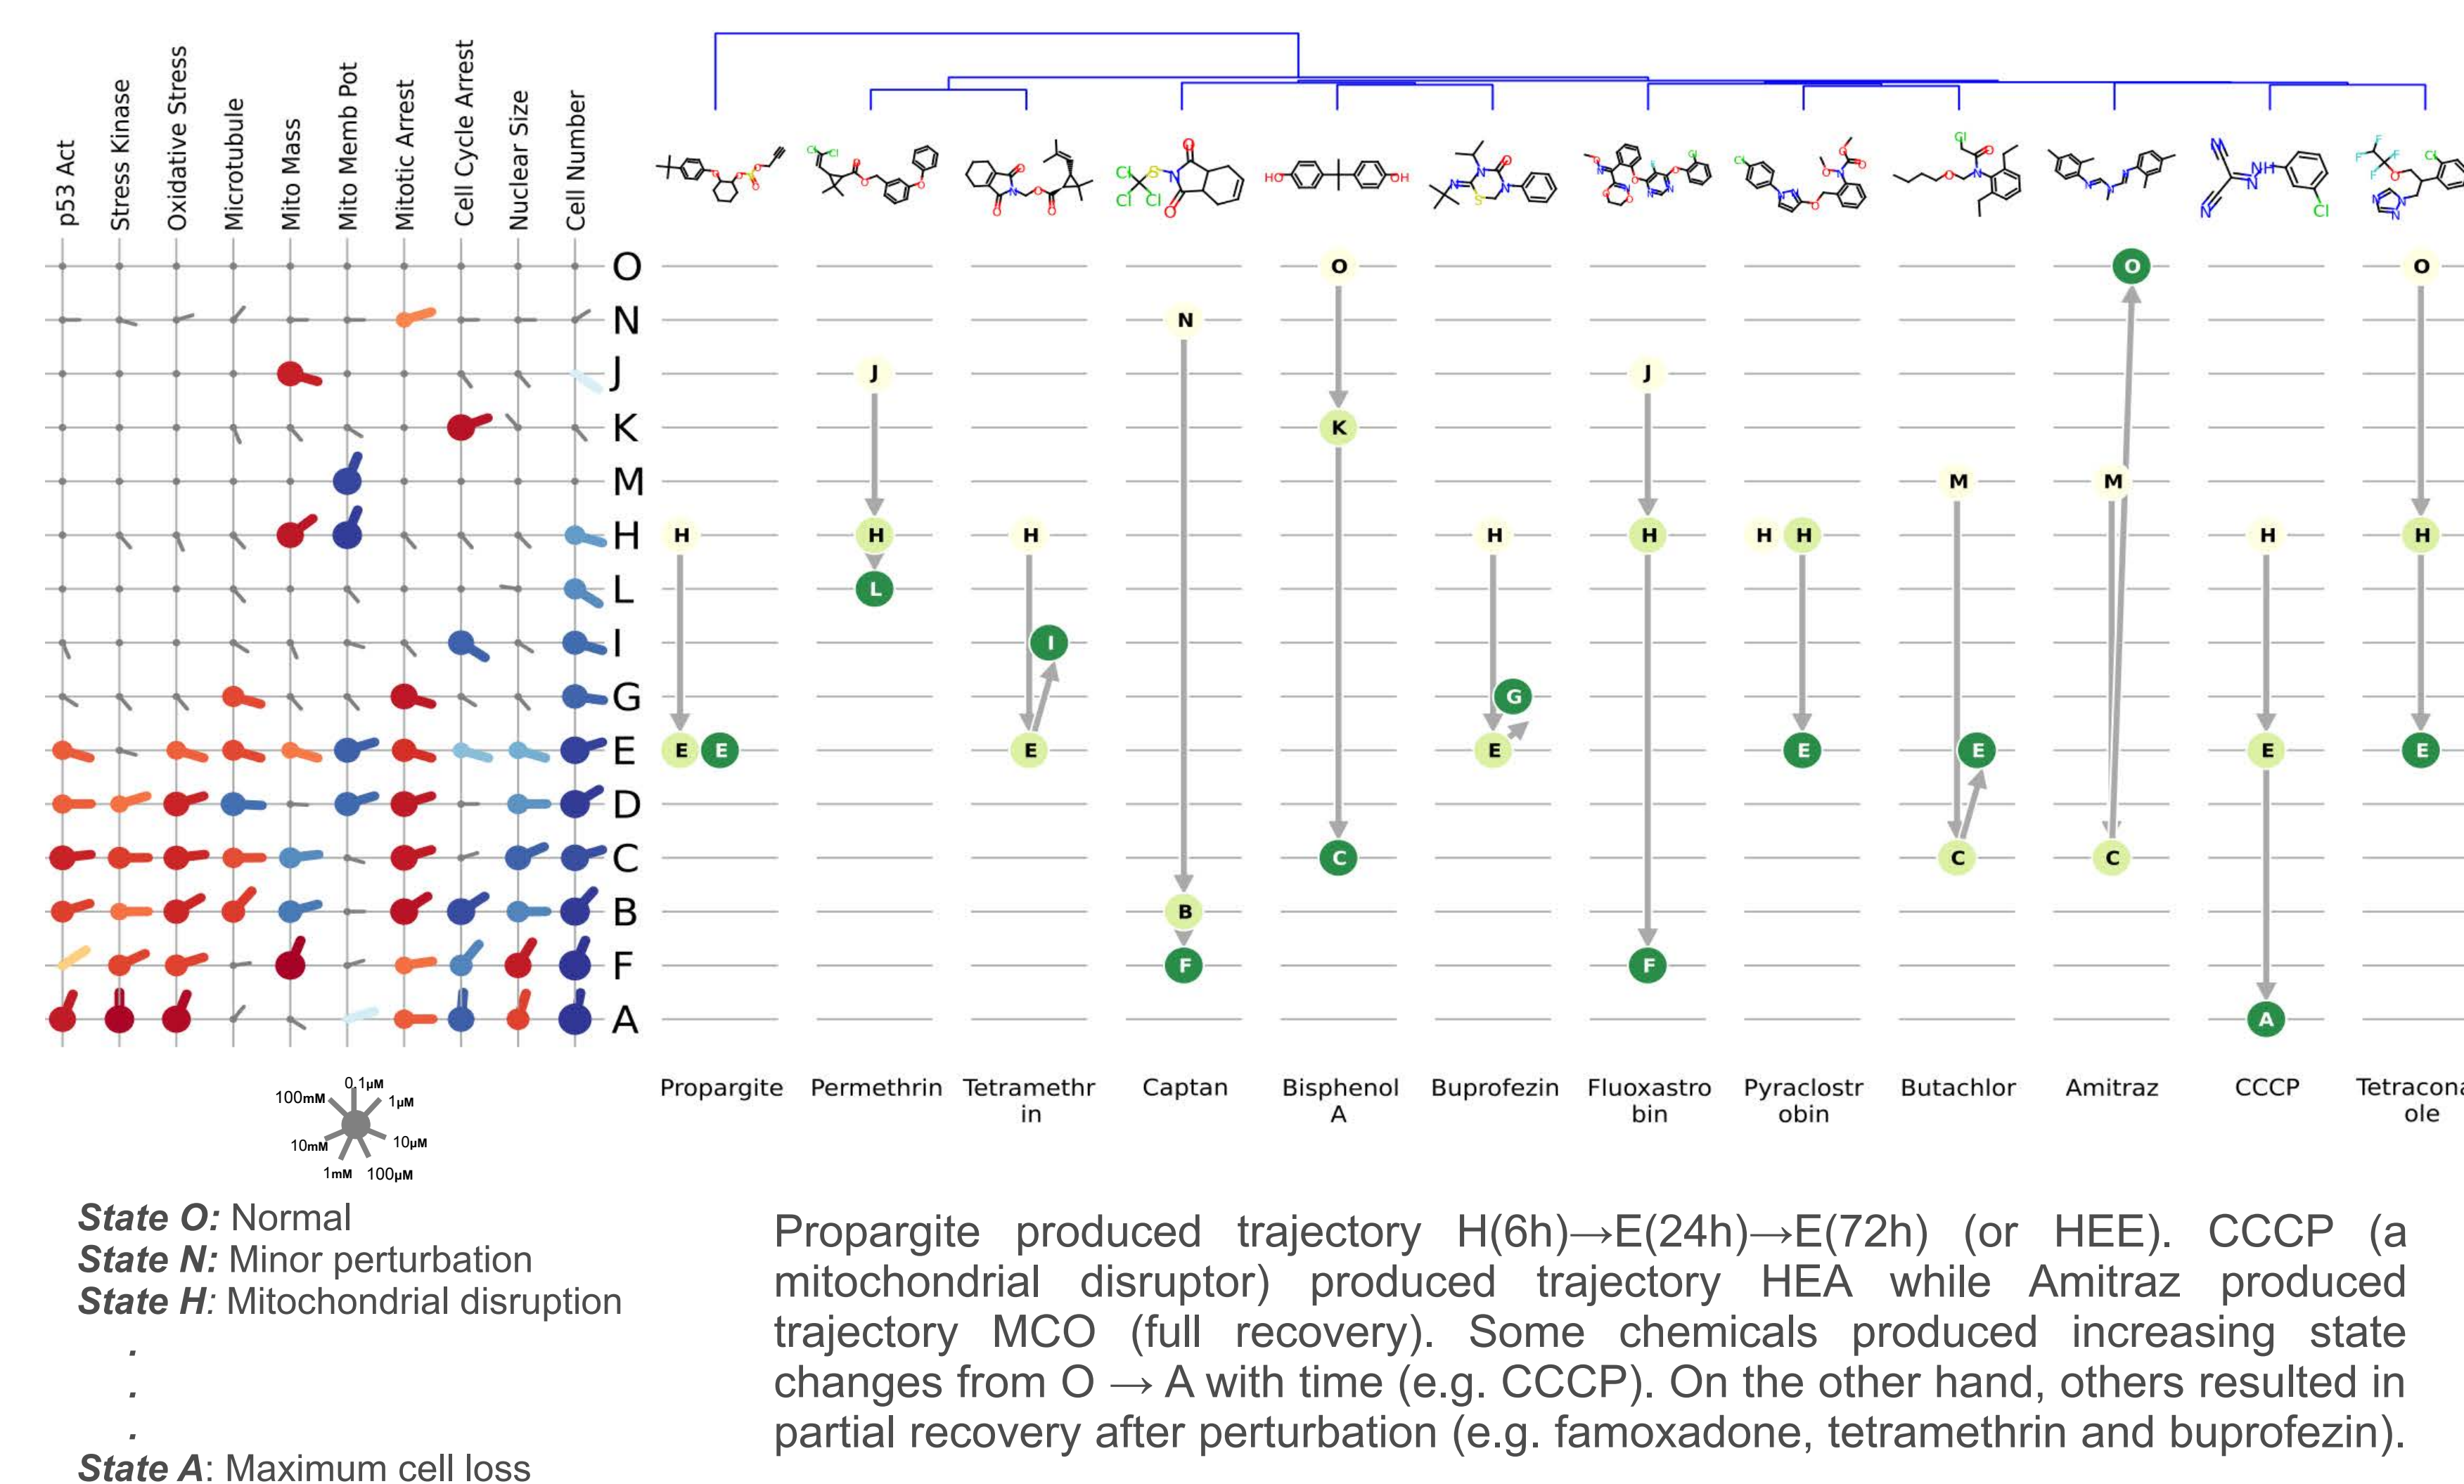 p53 Act
Stress Kinase
Oxidative Stress
Microtubule
Mito Mass
Mito Memb Pot
Mitotic Arrest
Cell Cycle Arrest
Nuclear Size
Cell Number
O O O O
N N
J J J
K K
M M M
H H H H H H H H H H
L L
I I
G G
E E E E E E E E E
D
C C C C
B B
F F F
A A
Propargite Permethrin Tetramethr Captan Bisphenol Buprofezin Fluoxastro Pyraclostr Butachlor Amitraz CCCP Tetracona
in A bin obin ole
0.1µM
100mM
1µM
10mM
10µM
1mM 100µM
State O: Normal
State N: Minor perturbation
State H: Mitochondrial disruption
.
.
.
State A: Maximum cell loss
Propargite produced trajectory H(6h)→E(24h)→E(72h) (or HEE). CCCP (a
mitochondrial disruptor) produced trajectory HEA while Amitraz produced
trajectory MCO (full recovery). Some chemicals produced increasing state
changes from O → A with time (e.g. CCCP). On the other hand, others resulted in
partial recovery after perturbation (e.g. famoxadone, tetramethrin and buprofezin).